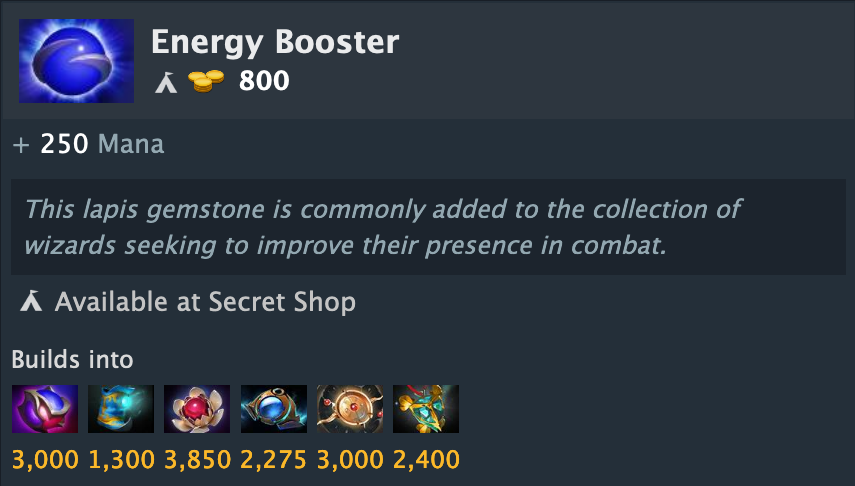 Energy Booster
800
+ 250 Mana
This lapis gemstone is commonly added to the collection of
wizards seeking to improve their presence in combat.
Available at Secret Shop
Builds into
3,000 1,300 3,850 2,275 3,000 2,400